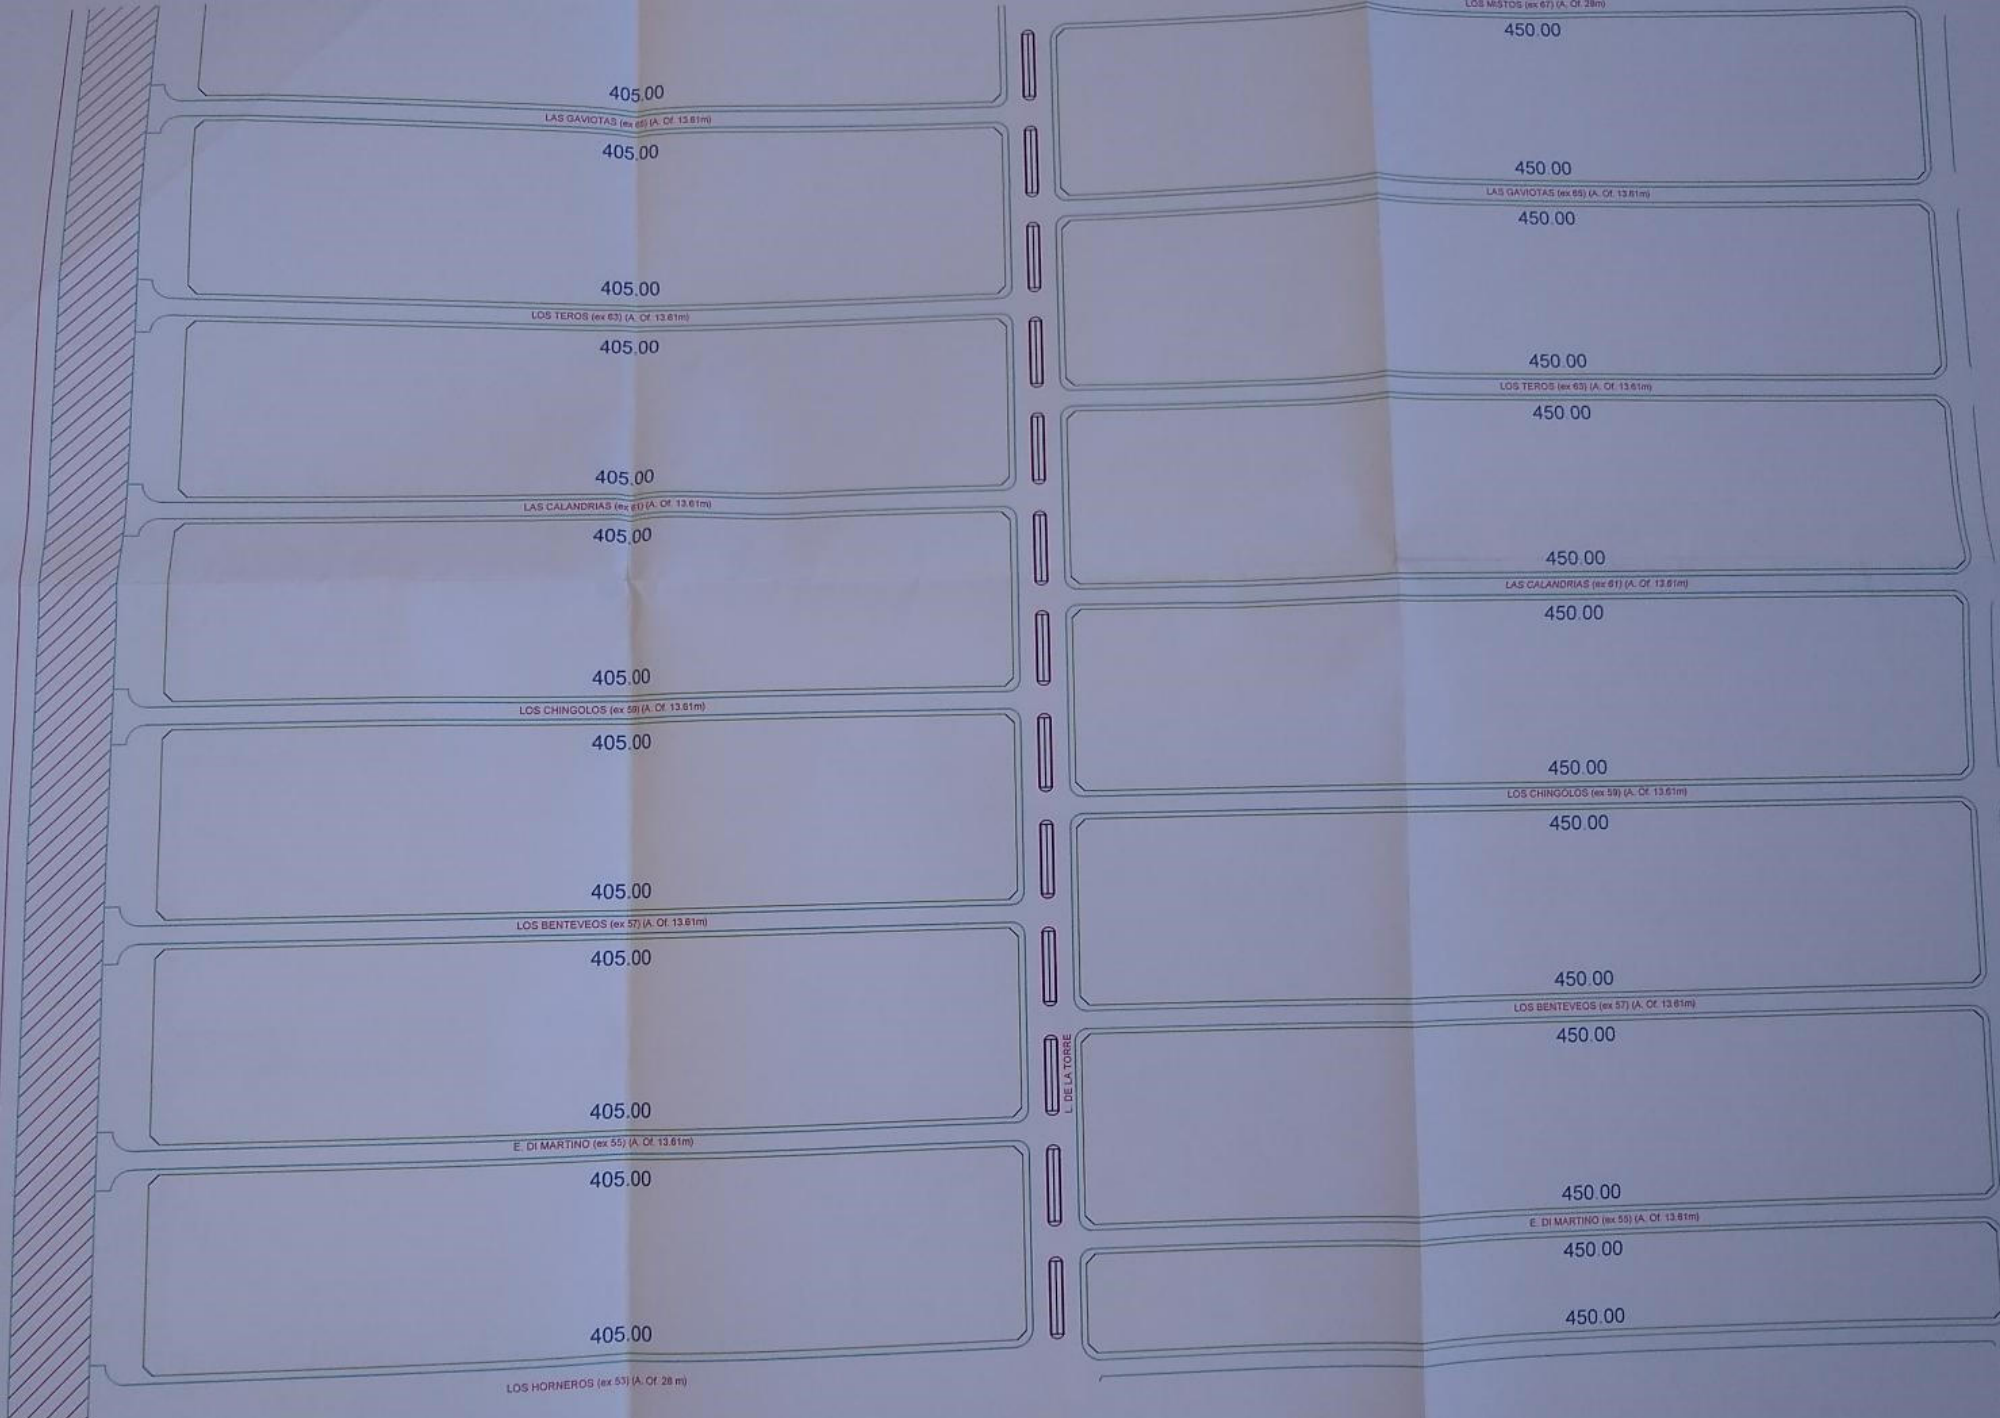 405.00
LAS GAVIOTAS (ex 65) (A. Of. 13.61m)
405.00
405.00
LOS TEROS (ex 63) (A. Of. 13.61m)
405.00
405.00
LAS CALANDRIAS (ex 61) (A. Of. 13.61m)
405.00
405.00
LOS CHINGOLOS (ex 59) (A. Of. 13.61m)
405.00
405.00
LOS BENTEVEOS (ex 57) (A. Of. 13.61m)
405.00
405.00
E. DI MARTINO (ex 55) (A. Of. 13.61m)
405.00
405.00
LOS HORNEROS (ex 53) (A. Of. 28 m)
L. DE LA TORRE
LOS MISTOS (ex 67) (A. Of. 28m)
450.00
450.00
LAS GAVIOTAS (ex 65) (A. Of. 13.61m)
450.00
450.00
LOS TEROS (ex 63) (A. Of. 13.61m)
450.00
450.00
LAS CALANDRIAS (ex 61) (A. Of. 13.61m)
450.00
450.00
LOS CHINGOLOS (ex 59) (A. Of. 13.61m)
450.00
450.00
LOS BENTEVEOS (ex 57) (A. Of. 13.61m)
450.00
450.00
E. DI MARTINO (ex 55) (A. Of. 13.61m)
450.00
450.00